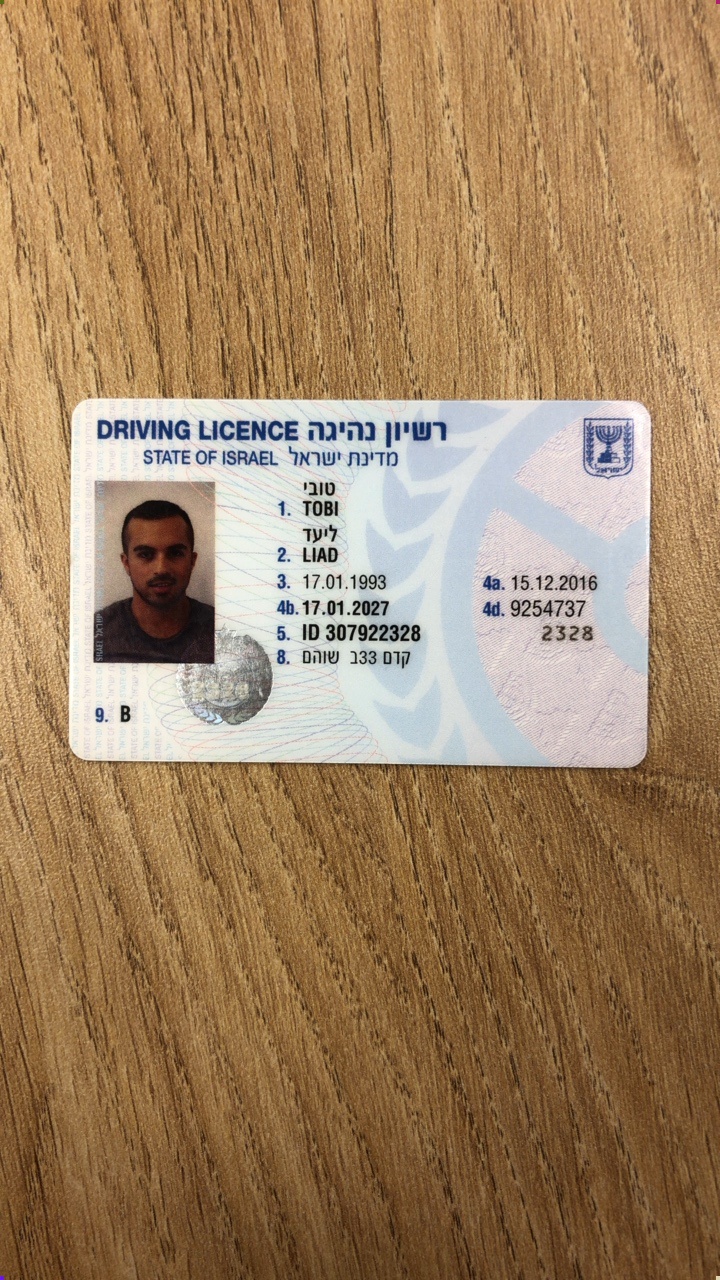 DRIVING LICENCE רשיון נהיגה
STATE OF ISRAEL מדינת ישראל
טובי
1. TOBI
ליעד
2. LIAD
3. 17.01.1993 4a. 15.12.2016
4b. 17.01.2027 4d. 9254737
5. ID 307922328 2328
8. קדם 33ב שוהם
9. B